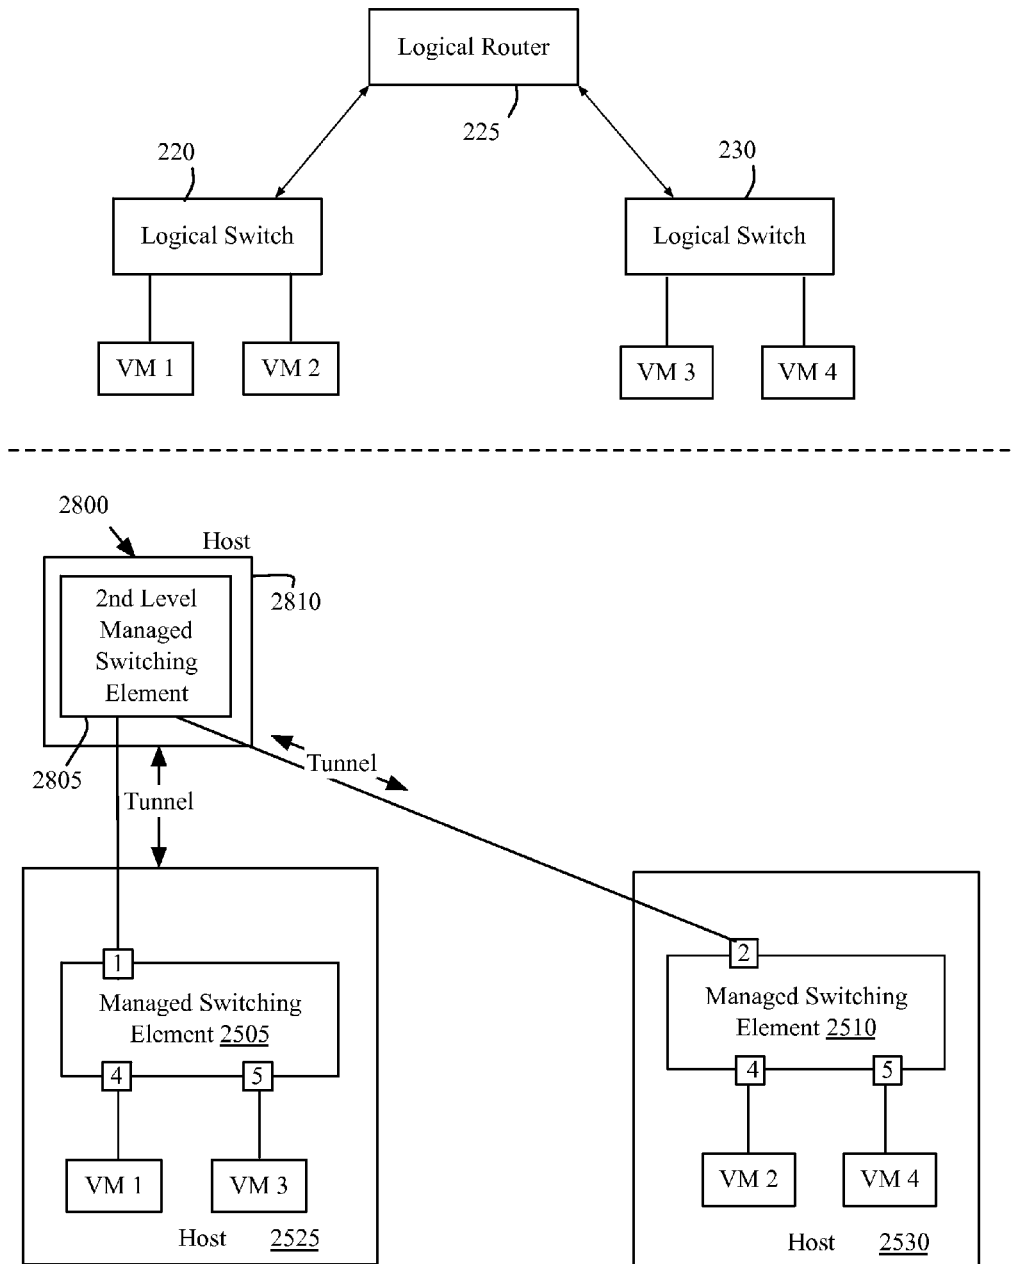 Logical Router
225
220
230
Logical Switch
Logical Switch
VM 1
VM 2
VM 3
VM 4
2800
Host
2810
2nd Level
Managed
Switching
Element
2805
Tunnel
Tunnel
1
Managed Switching
Element 2505
4
5
VM 1
VM 3
Host 2525
2
Managed Switching
Element 2510
4
5
VM 2
VM 4
Host 2530